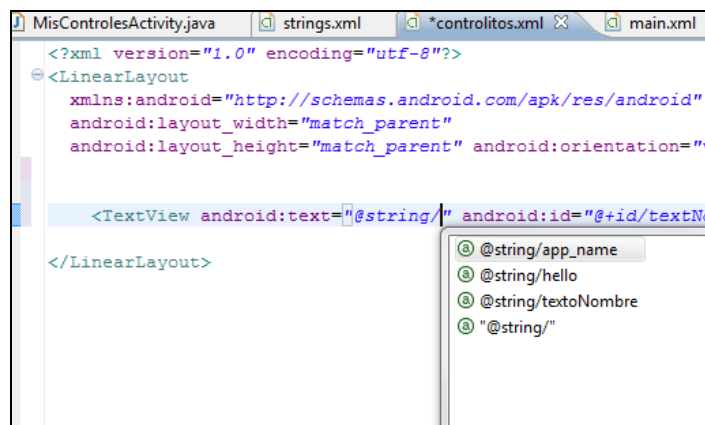 MisControlesActivity.java strings.xml *controlitos.xml main.xml
<?xml version="1.0" encoding="utf-8"?>
<LinearLayout
xmlns:android="http://schemas.android.com/apk/res/android"
android:layout_width="match_parent"
android:layout_height="match_parent" android:orientation="
<TextView android:text="@string/" android:id="@+id/textNo
@string/app_name
</LinearLayout>
@string/hello
@string/textoNombre
"@string/"